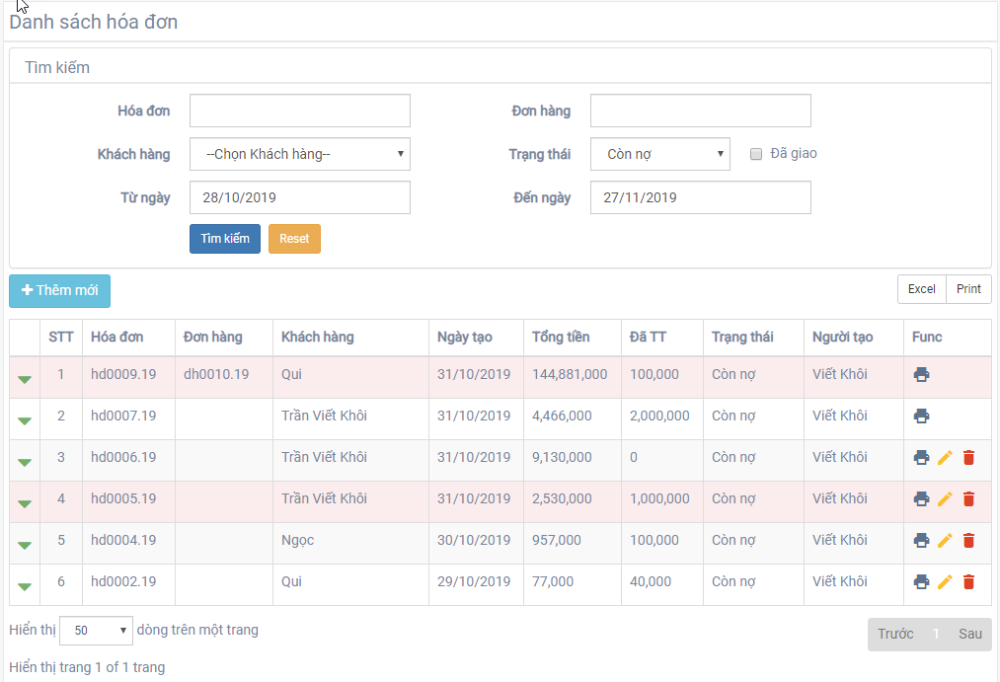 Danh sách hóa đơn
Tìm kiếm
Hóa đơn Đơn hàng
Khách hàng --Chọn Khách hàng-- Trạng thái Còn nợ Đã giao
Từ ngày 28/10/2019 Đến ngày 27/11/2019
Tìm kiếm Reset
Thêm mới Excel Print
STT Hóa đơn Đơn hàng Khách hàng Ngày tạo Tổng tiền Đã TT Trạng thái Người tạo Func
1 hd0009.19 dh0010.19 Qui 31/10/2019 144,881,000 100,000 Còn nợ Viết Khôi
2 hd0007.19 Trần Viết Khôi 31/10/2019 4,466,000 2,000,000 Còn nợ Viết Khôi
3 hd0006.19 Trần Viết Khôi 31/10/2019 9,130,000 0 Còn nợ Viết Khôi
4 hd0005.19 Trần Viết Khôi 31/10/2019 2,530,000 1,000,000 Còn nợ Viết Khôi
5 hd0004.19 Ngọc 30/10/2019 957,000 100,000 Còn nợ Viết Khôi
6 hd0002.19 Qui 29/10/2019 77,000 40,000 Còn nợ Viết Khôi
Hiển thị 50 dòng trên một trang Trước 1 Sau
Hiển thị trang 1 of 1 trang